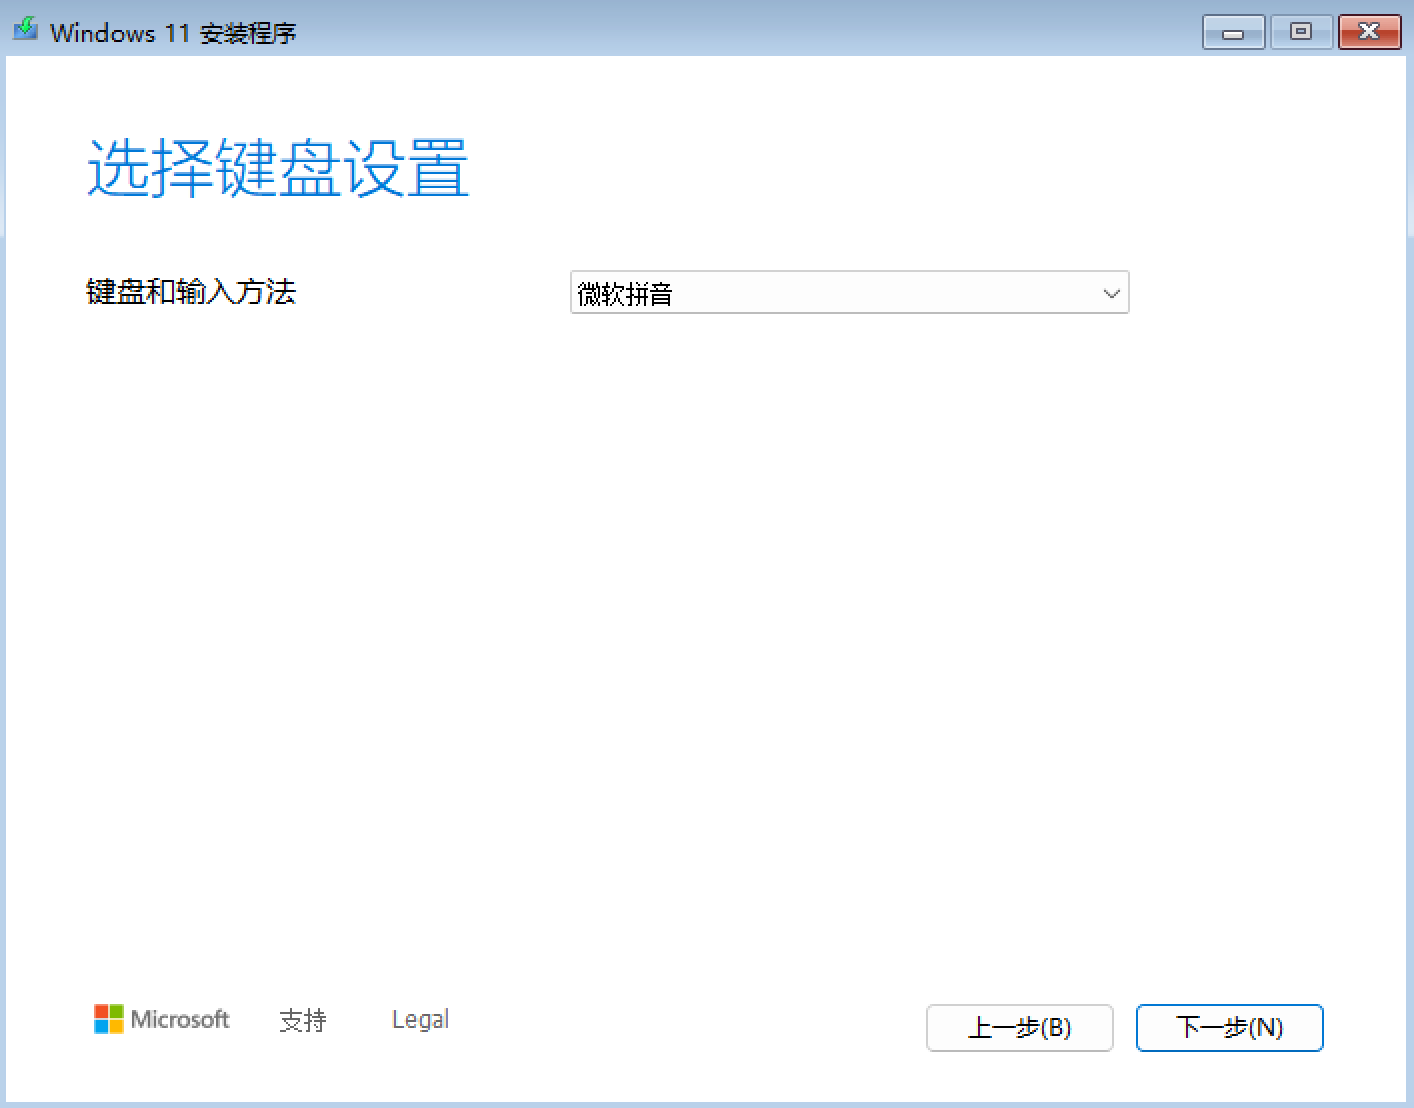 Windows 11 安装程序
选择键盘设置
键盘和输入方法
微软拼音
Microsoft
支持
Legal
上一步(B)
下一步(N)